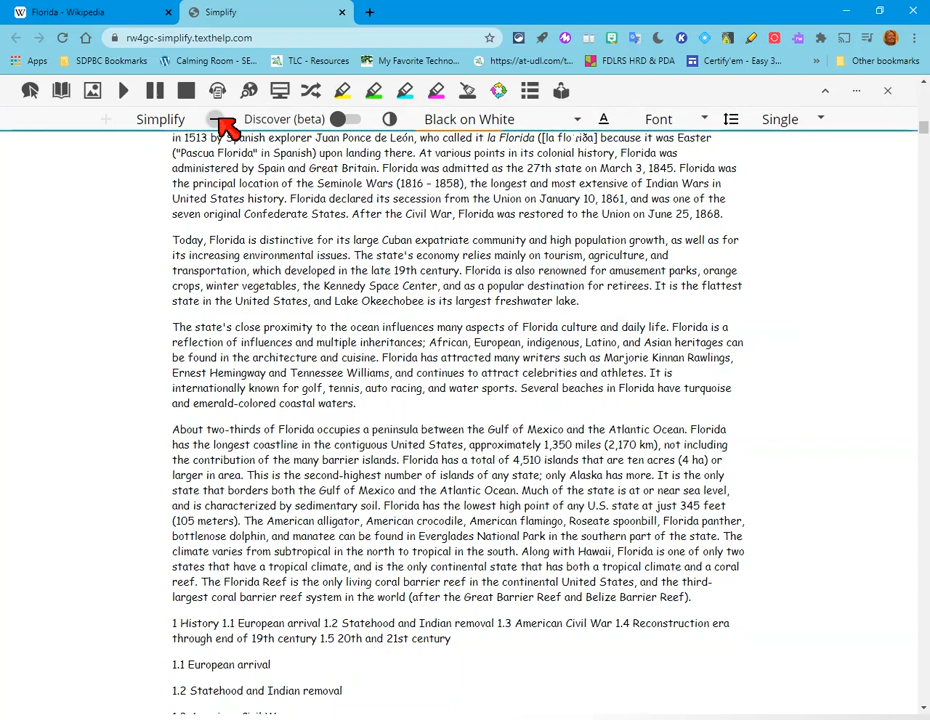 Florida - Wikipedia
Simplify
rw4gc-simplify.texthelp.com
Apps
SDPBC Bookmarks
Calming Room - SE...
TLC - Resources
My Favorite Techno...
https://at-udl.com/t...
FDLRS HRD & PDA
Certify'em - Easy 3...
Other bookmarks
Simplify
Discover (beta)
Black on White
Font
Single
in 1513 by Spanish explorer Juan Ponce de León, who called it la Florida ([la floˈɾiða] because it was Easter
("Pascua Florida" in Spanish) upon landing there. At various points in its colonial history, Florida was
administered by Spain and Great Britain. Florida was admitted as the 27th state on March 3, 1845. Florida was
the principal location of the Seminole Wars (1816 – 1858), the longest and most extensive of Indian Wars in
United States history. Florida declared its secession from the Union on January 10, 1861, and was one of the
seven original Confederate States. After the Civil War, Florida was restored to the Union on June 25, 1868.
Today, Florida is distinctive for its large Cuban expatriate community and high population growth, as well as for
its increasing environmental issues. The state's economy relies mainly on tourism, agriculture, and
transportation, which developed in the late 19th century. Florida is also renowned for amusement parks, orange
crops, winter vegetables, the Kennedy Space Center, and as a popular destination for retirees. It is the flattest
state in the United States, and Lake Okeechobee is its largest freshwater lake.
The state's close proximity to the ocean influences many aspects of Florida culture and daily life. Florida is a
reflection of influences and multiple inheritances; African, European, indigenous, Latino, and Asian heritages can
be found in the architecture and cuisine. Florida has attracted many writers such as Marjorie Kinnan Rawlings,
Ernest Hemingway and Tennessee Williams, and continues to attract celebrities and athletes. It is
internationally known for golf, tennis, auto racing, and water sports. Several beaches in Florida have turquoise
and emerald-colored coastal waters.
About two-thirds of Florida occupies a peninsula between the Gulf of Mexico and the Atlantic Ocean. Florida
has the longest coastline in the contiguous United States, approximately 1,350 miles (2,170 km), not including
the contribution of the many barrier islands. Florida has a total of 4,510 islands that are ten acres (4 ha) or
larger in area. This is the second-highest number of islands of any state; only Alaska has more. It is the only
state that borders both the Gulf of Mexico and the Atlantic Ocean. Much of the state is at or near sea level,
and is characterized by sedimentary soil. Florida has the lowest high point of any U.S. state at just 345 feet
(105 meters). The American alligator, American crocodile, American flamingo, Roseate spoonbill, Florida panther,
bottlenose dolphin, and manatee can be found in Everglades National Park in the southern part of the state. The
climate varies from subtropical in the north to tropical in the south. Along with Hawaii, Florida is one of only two
states that have a tropical climate, and is the only continental state that has both a tropical climate and a coral
reef. The Florida Reef is the only living coral barrier reef in the continental United States, and the third-
largest coral barrier reef system in the world (after the Great Barrier Reef and Belize Barrier Reef).
1 History 1.1 European arrival 1.2 Statehood and Indian removal 1.3 American Civil War 1.4 Reconstruction era
through end of 19th century 1.5 20th and 21st century
1.1 European arrival
1.2 Statehood and Indian removal